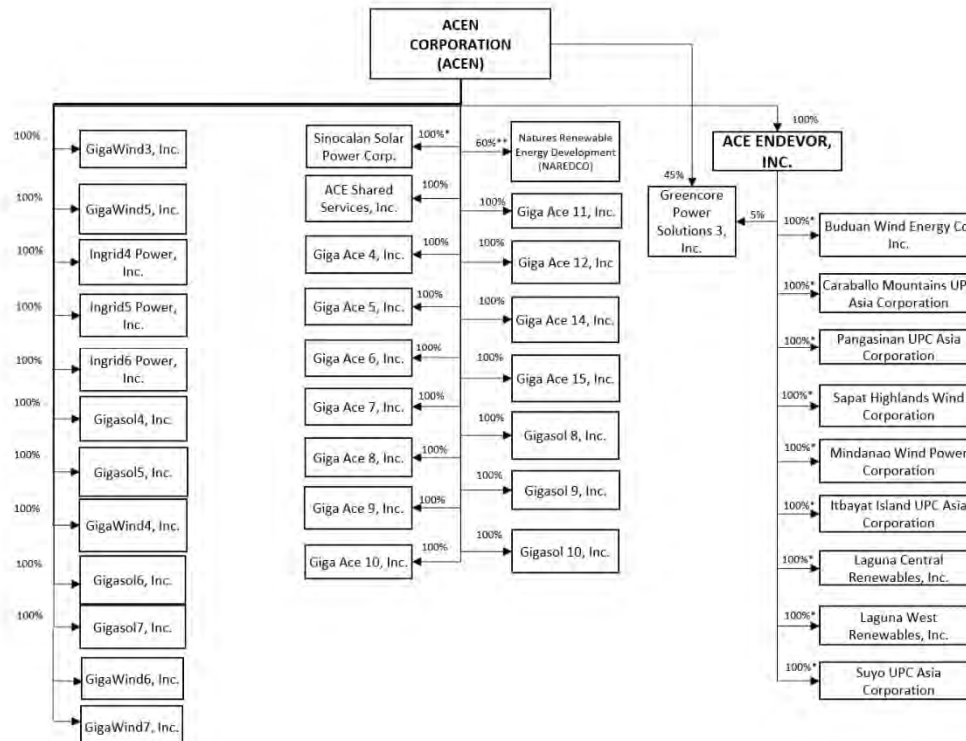 ACEN
CORPORATION
(ACEN)
100%
GigaWind3, Inc.
100%
GigaWind5, Inc.
100%
Ingrid4 Power,
Inc.
100%
Ingrid5 Power,
Inc.
100%
Ingrid6 Power,
Inc.
100%
Gigasol4, Inc.
100%
Gigasol5, Inc.
100%
GigaWind4, Inc.
100%
Gigasol6, Inc.
100%
Gigasol7, Inc.
GigaWind6, Inc.
GigaWind7, Inc.
Sinocalan Solar
Power Corp.
100%*
ACE Shared
Services, Inc.
100%
Giga Ace 4, Inc.
100%
Giga Ace 5, Inc.
100%
Giga Ace 6, Inc.
100%
Giga Ace 7, Inc.
100%
Giga Ace 8, Inc.
100%
Giga Ace 9, Inc.
100%
Giga Ace 10, Inc.
100%
60%**
Natures Renewable
Energy Development
(NAREDCO)
100%
Giga Ace 11, Inc.
100%
Giga Ace 12, Inc
100%
Giga Ace 14, Inc.
100%
Giga Ace 15, Inc.
100%
Gigasol 8, Inc.
100%
Gigasol 9, Inc.
100%
Gigasol 10, Inc.
45%
Greencore
Power
Solutions 3,
Inc.
5%
100%
ACE ENDEVOR,
INC.
100%*
Buduan Wind Energy Co
Inc.
100%*
Caraballo Mountains UP
Asia Corporation
100%*
Pangasinan UPC Asia
Corporation
100%*
Sapat Highlands Wind
Corporation
100%*
Mindanao Wind Power
Corporation
100%*
Itbayat Island UPC Asia
Corporation
100%*
Laguna Central
Renewables, Inc.
100%*
Laguna West
Renewables, Inc.
100%*
Suyo UPC Asia
Corporation